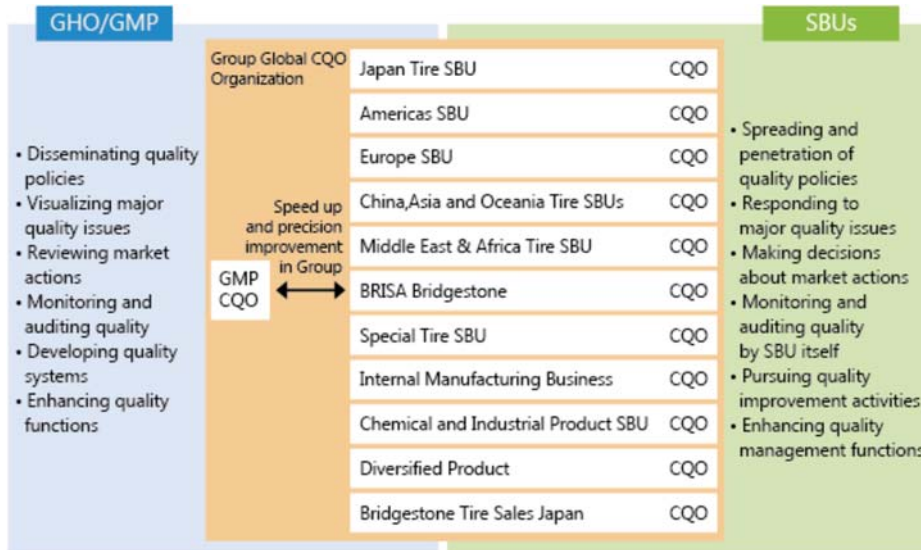 GHO/GMP
SBUs
Group Global CQO
Organization
• Disseminating quality
policies
• Visualizing major
quality issues
• Reviewing market
actions
• Monitoring and
auditing quality
• Developing quality
systems
• Enhancing quality
functions
Speed up
and precision
improvement
in Group
GMP
CQO
Japan Tire SBU CQO
Americas SBU CQO
Europe SBU CQO
China,Asia and Oceania Tire SBUs CQO
Middle East & Africa Tire SBU CQO
BRISA Bridgestone CQO
Special Tire SBU CQO
Internal Manufacturing Business CQO
Chemical and Industrial Product SBU CQO
Diversified Product CQO
Bridgestone Tire Sales Japan CQO
• Spreading and
penetration of
quality policies
• Responding to
major quality issues
• Making decisions
about market actions
• Monitoring and
auditing quality
by SBU itself
• Pursuing quality
improvement activities
• Enhancing quality
management functions